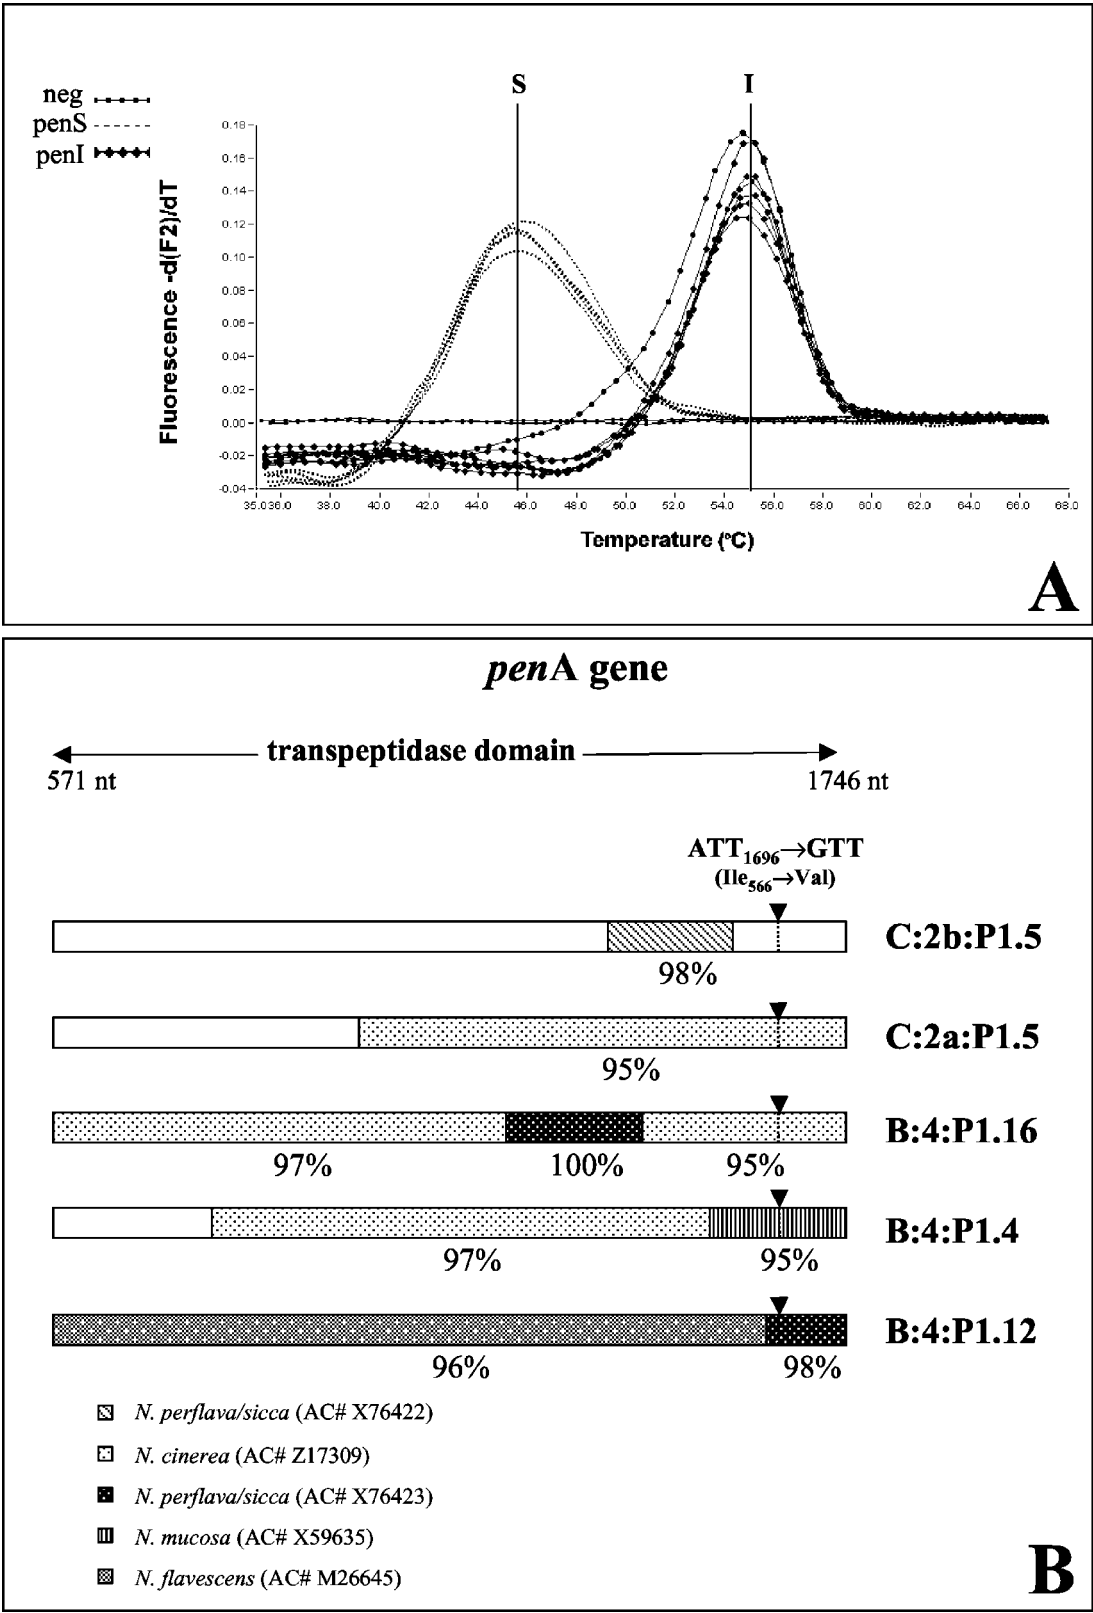 S I
neg
penS
penI
0.18
0.16
0.14
0.12
0.10
0.08
0.06
0.04
0.02
0.00
-0.02
-0.04
Fluorescence -d(F2)/dT
35.0 36.0 38.0 40.0 42.0 44.0 46.0 48.0 50.0 52.0 54.0 56.0 58.0 60.0 62.0 64.0 66.0 68.0
Temperature (°C)
A
penA gene
transpeptidase domain
571 nt 1746 nt
ATT1696→GTT
(Ile566→Val)
C:2b:P1.5
98%
C:2a:P1.5
95%
B:4:P1.16
97% 100% 95%
B:4:P1.4
97% 95%
B:4:P1.12
96% 98%
N. perflava/sicca (AC# X76422)
N. cinerea (AC# Z17309)
N. perflava/sicca (AC# X76423)
N. mucosa (AC# X59635)
N. flavescens (AC# M26645)
B